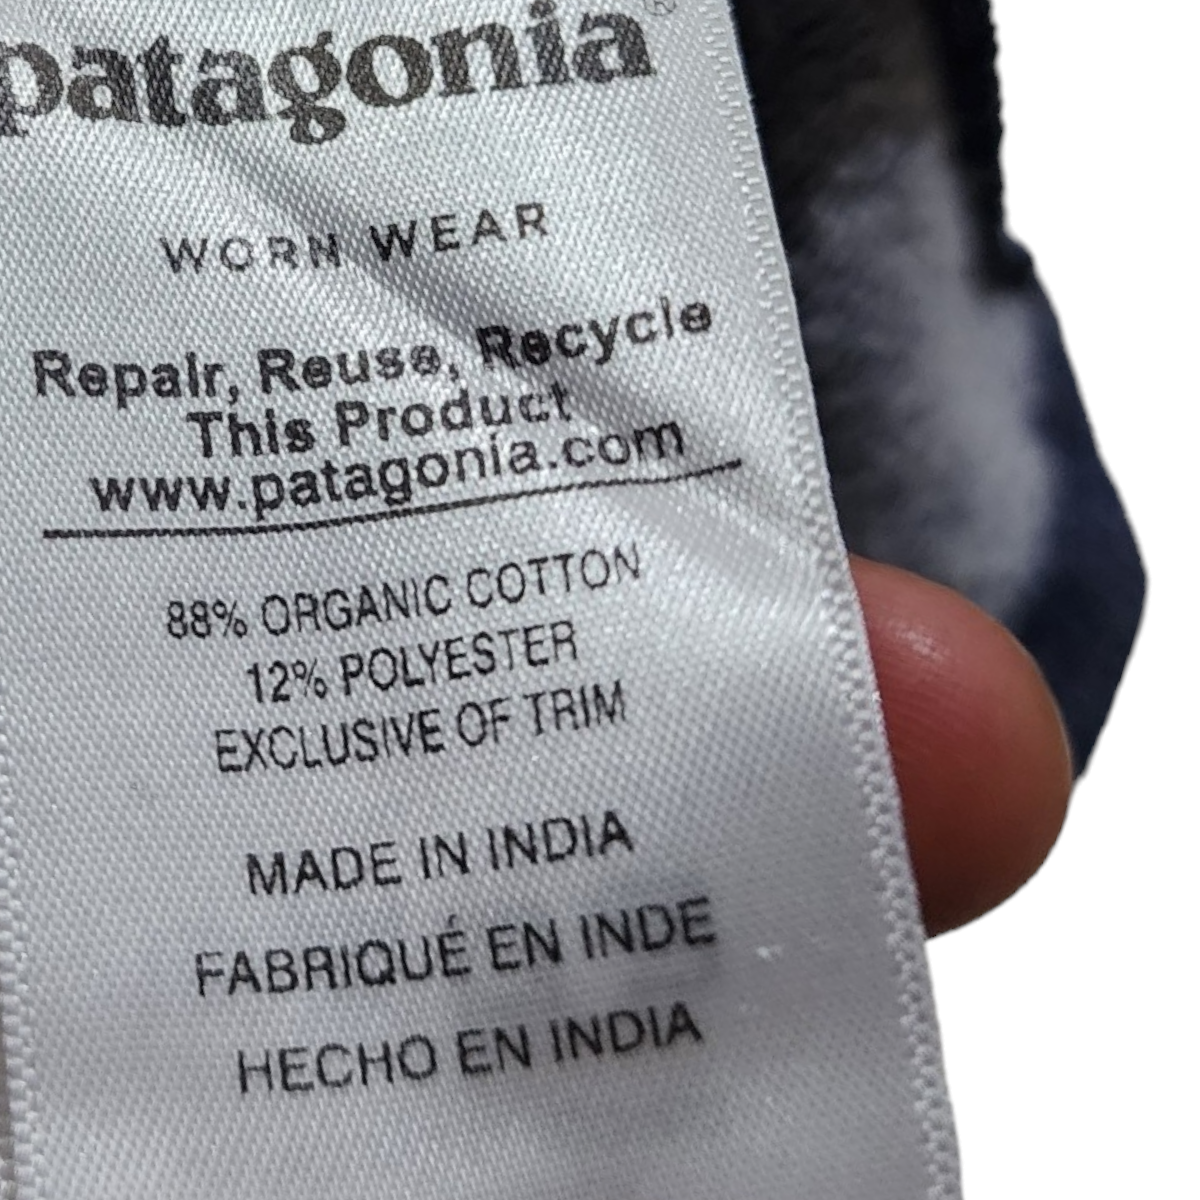 patagonia®
WORN WEAR
Repair, Reuse, Recycle
This Product
www.patagonia.com
88% ORGANIC COTTON
12% POLYESTER
EXCLUSIVE OF TRIM
MADE IN INDIA
FABRIQUÉ EN INDE
HECHO EN INDIA